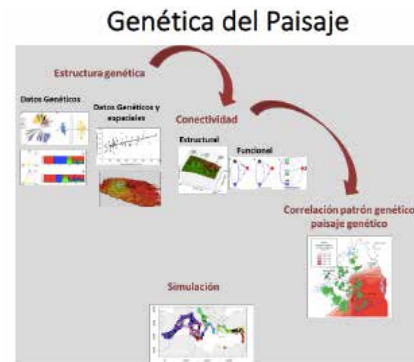 Genética del Paisaje
Estructura genética
Datos Genéticos
Datos Genéticos y
espaciales
Conectividad
Estructural
Funcional
Correlación patrón genético
paisaje genético
Simulación